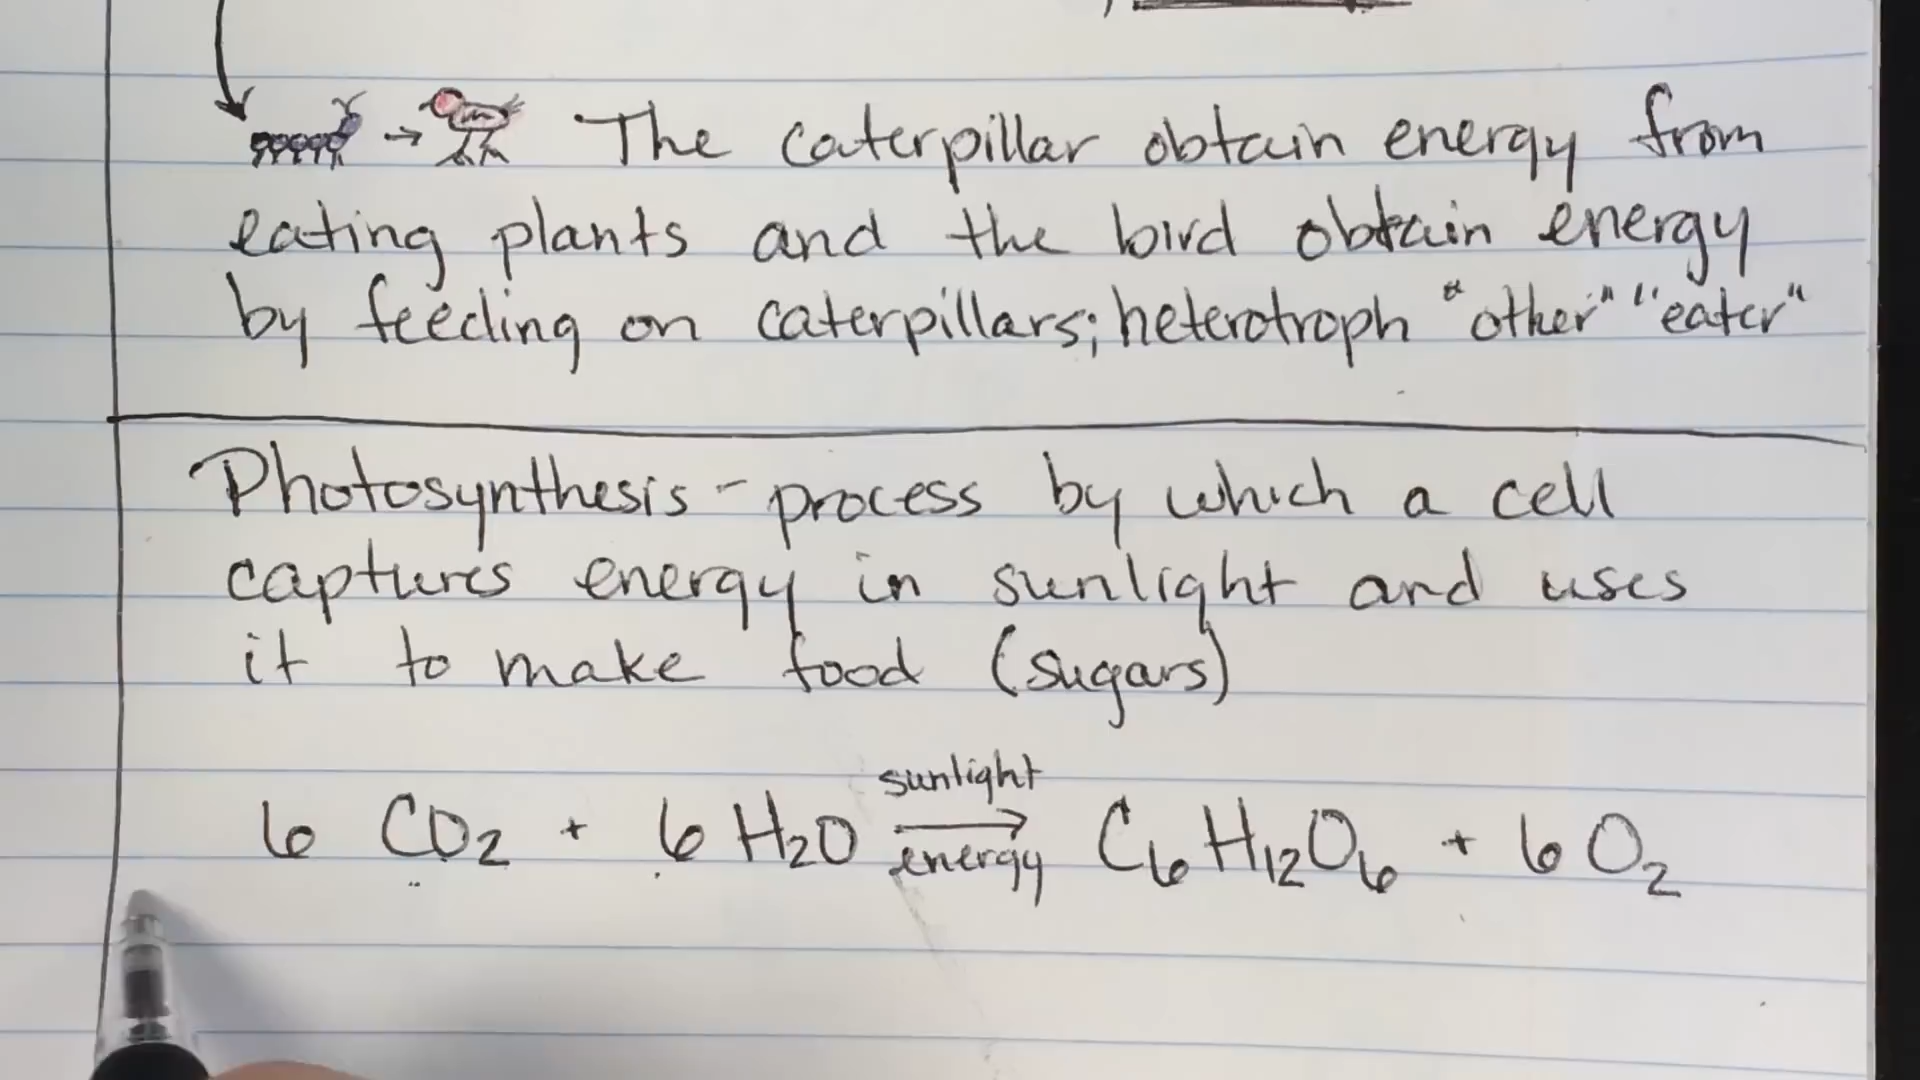 The caterpillar obtain energy from
eating plants and the bird obtain energy
by feeding on caterpillars; heterotroph "other" "eater"
Photosynthesis - process by which a cell
captures energy in sunlight and uses
it to make food (sugars)
6 CO₂ + 6 H₂O sunlight → energy C₆H₁₂O₆ + 6 O₂